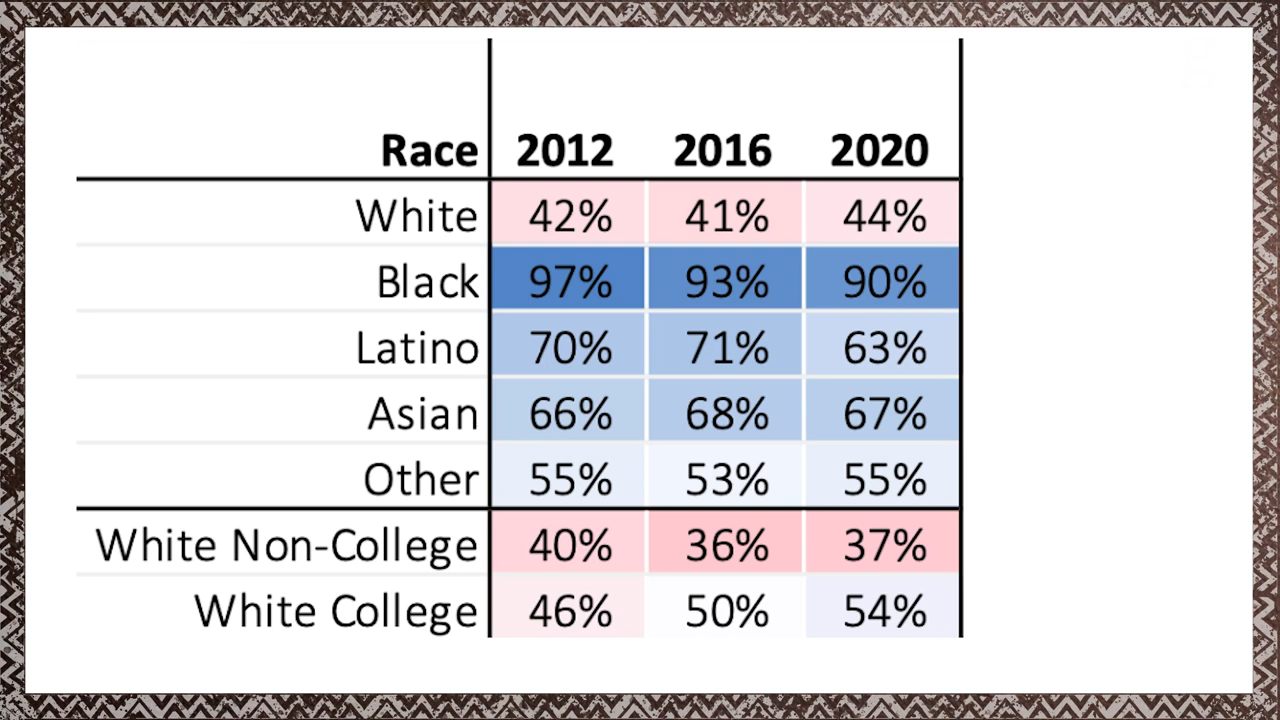 Race 2012 2016 2020
White 42% 41% 44%
Black 97% 93% 90%
Latino 70% 71% 63%
Asian 66% 68% 67%
Other 55% 53% 55%
White Non-College 40% 36% 37%
White College 46% 50% 54%